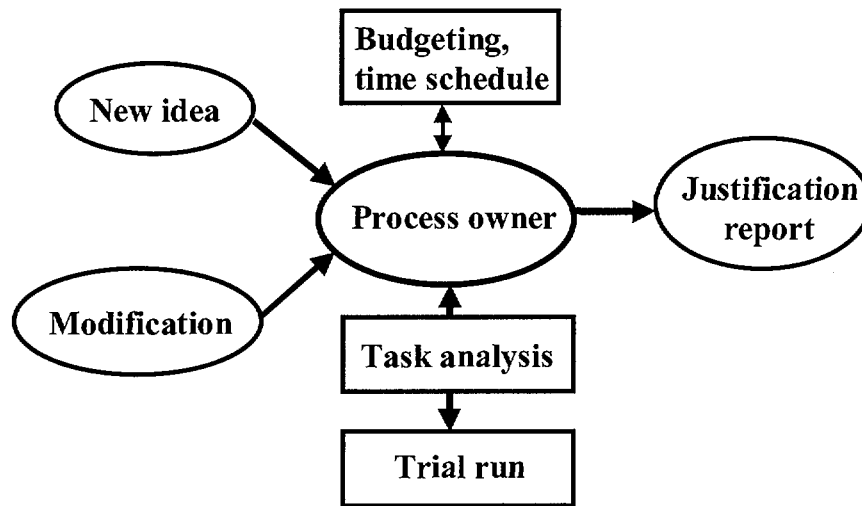 Budgeting,
time schedule
New idea
Process owner
Justification
report
Modification
Task analysis
Trial run